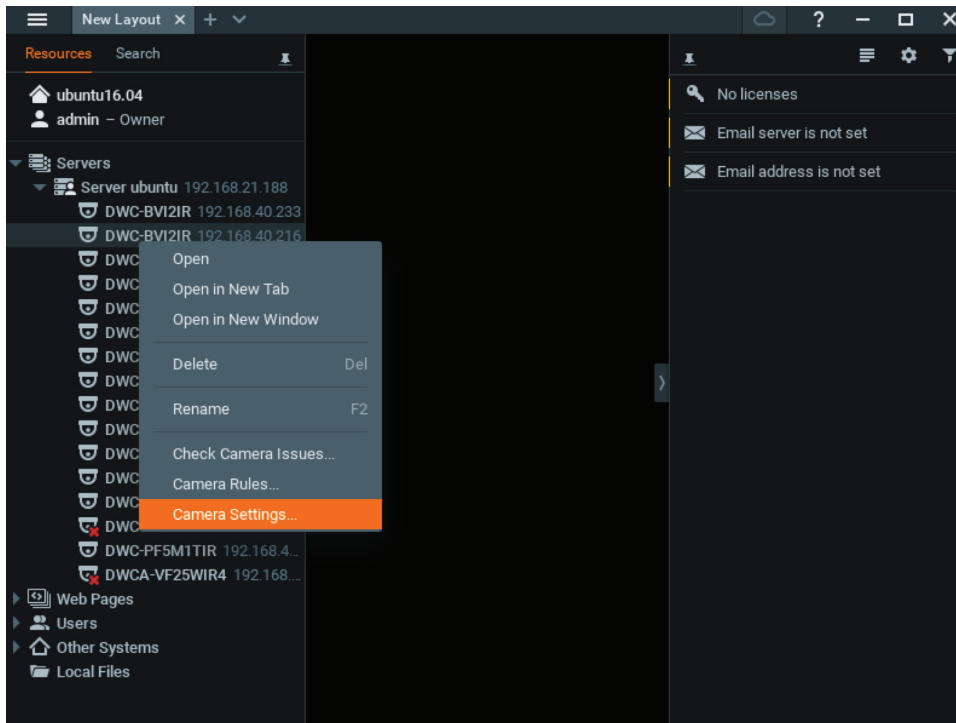 New Layout
?
Resources Search
ubuntu16.04
admin – Owner
Servers
Server ubuntu 192.168.21.188
DWC-BVI2IR 192.168.40.233
DWC-BVI2IR 192.168.40.216
DWC
DWC
DWC
DWC
DWC
DWC
DWC
DWC
DWC
DWC
DWC
DWC
DWC-PF5M1TIR 192.168.4...
DWCA-VF25WIR4 192.168....
Web Pages
Users
Other Systems
Local Files
Open
Open in New Tab
Open in New Window
Delete Del
Rename F2
Check Camera Issues...
Camera Rules...
Camera Settings...
No licenses
Email server is not set
Email address is not set